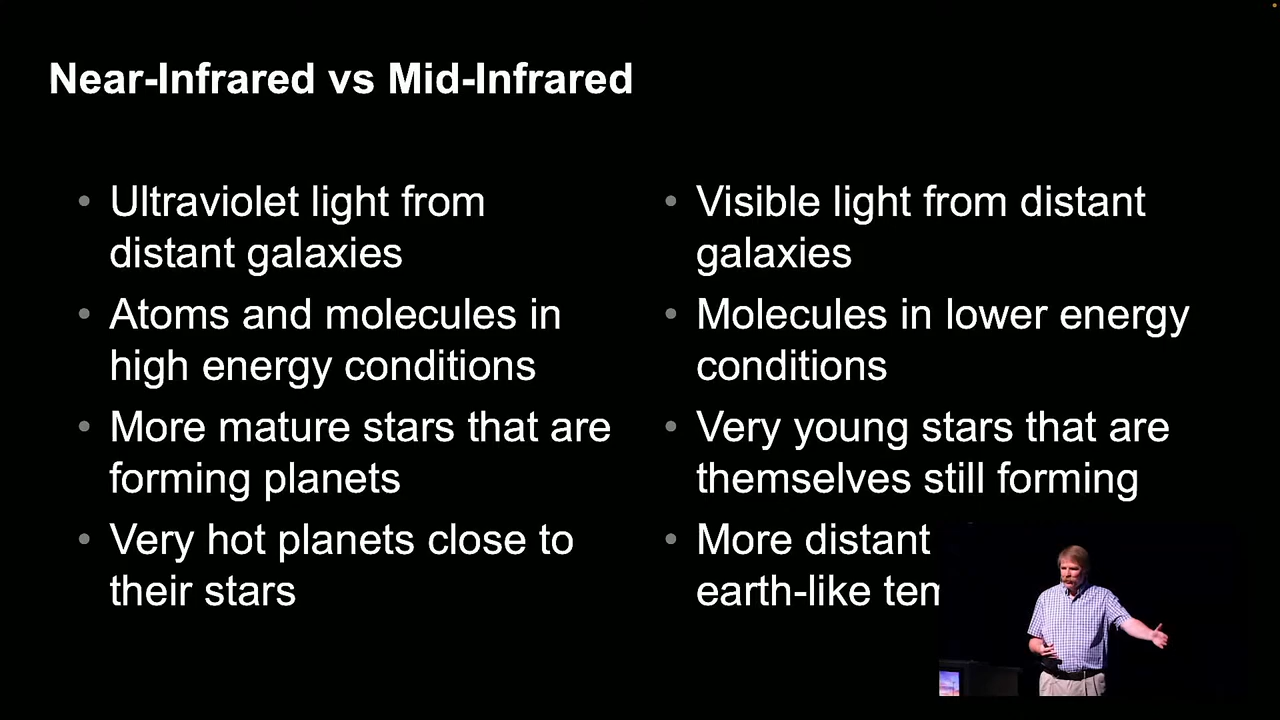 Near-Infrared vs Mid-Infrared
• Ultraviolet light from
distant galaxies
• Atoms and molecules in
high energy conditions
• More mature stars that are
forming planets
• Very hot planets close to
their stars
• Visible light from distant
galaxies
• Molecules in lower energy
conditions
• Very young stars that are
themselves still forming
• More distant
earth-like